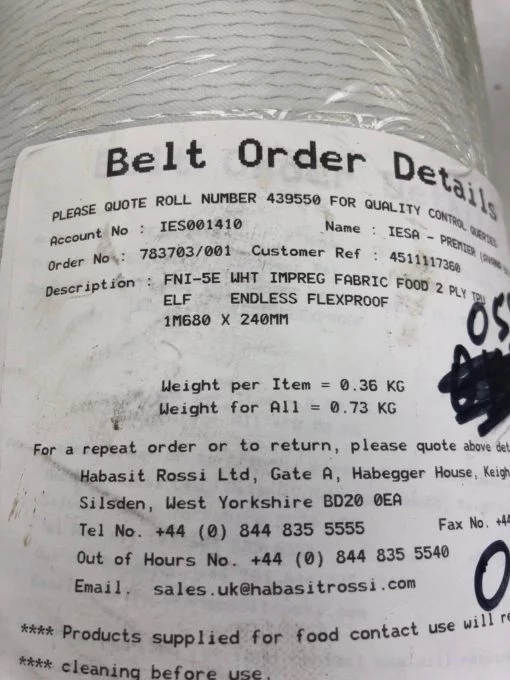 Belt Order Details
PLEASE QUOTE ROLL NUMBER 439550 FOR QUALITY CONTROL QUERIES
Account No : IES001410 Name : IESA - PREMIER
Order No : 783703/001 Customer Ref : 4511117360
Description : FNI-5E WHT IMPREG FABRIC FOOD 2 PLY TPU
ELF ENDLESS FLEXPROOF
1M680 X 240MM
Weight per Item = 0.36 KG
Weight for All = 0.73 KG
For a repeat order or to return, please quote above
Habasit Rossi Ltd, Gate A, Habegger House,
Silsden, West Yorkshire BD20 0EA
Tel No. +44 (0) 844 835 5555 Fax No.
Out of Hours No. +44 (0) 844 835 5540
Email. sales.uk@habasitrossi.com
**** Products supplied for food contact use will
**** cleaning before use.